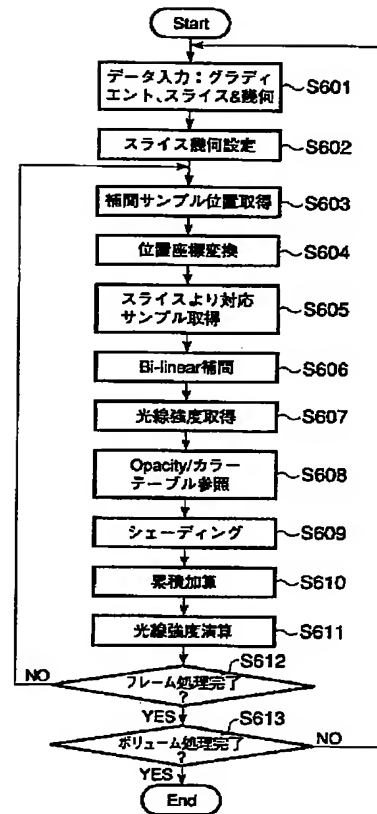 Start
データ入力：グラディ
エント、スライス&幾何
S601
スライス幾何設定
S602
補間サンプル位置取得
S603
位置座標変換
S604
スライスより対応
サンプル取得
S605
Bi-linear補間
S606
光線強度取得
S607
Opacity/カラー
テーブル参照
S608
シェーディング
S609
累積加算
S610
光線強度演算
S611
S612
フレーム処理完了
?
NO
YES
S613
ボリューム処理完了
?
NO
YES
End